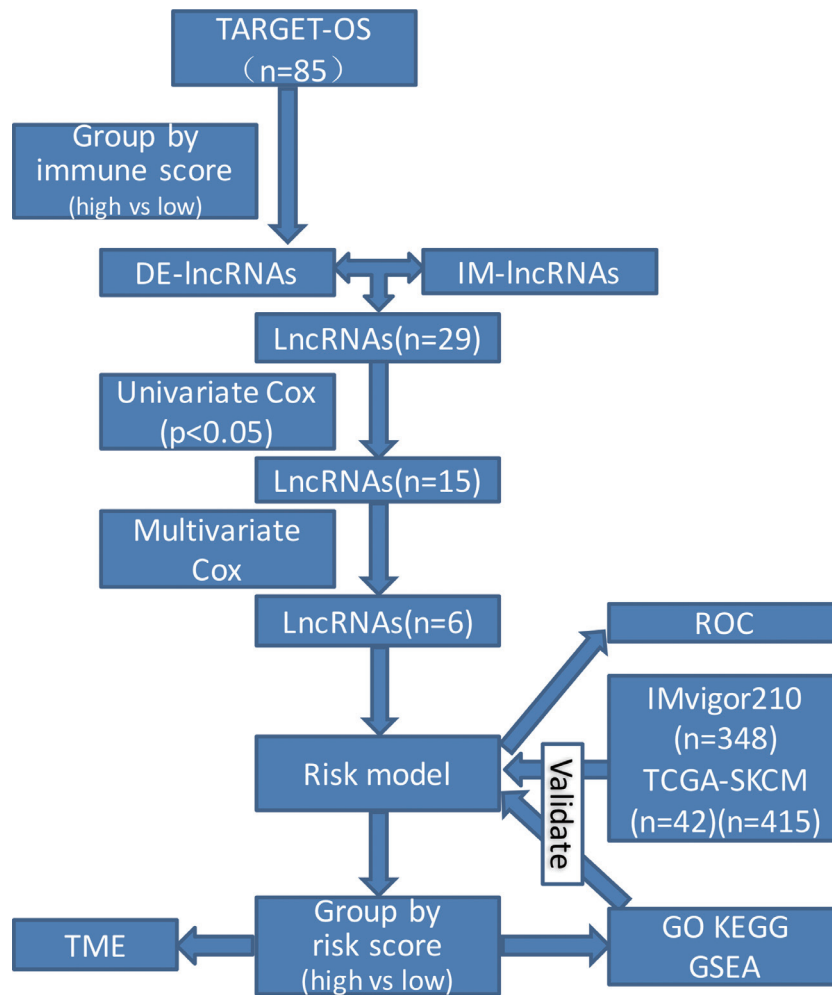 TARGET-OS
（n=85）
Group by
immune score
(high vs low)
DE-lncRNAs
IM-lncRNAs
LncRNAs(n=29)
Univariate Cox
(p<0.05)
LncRNAs(n=15)
Multivariate
Cox
LncRNAs(n=6)
ROC
IMvigor210
(n=348)
TCGA-SKCM
(n=42)(n=415)
Risk model
Validate
Group by
risk score
(high vs low)
TME
GO KEGG
GSEA